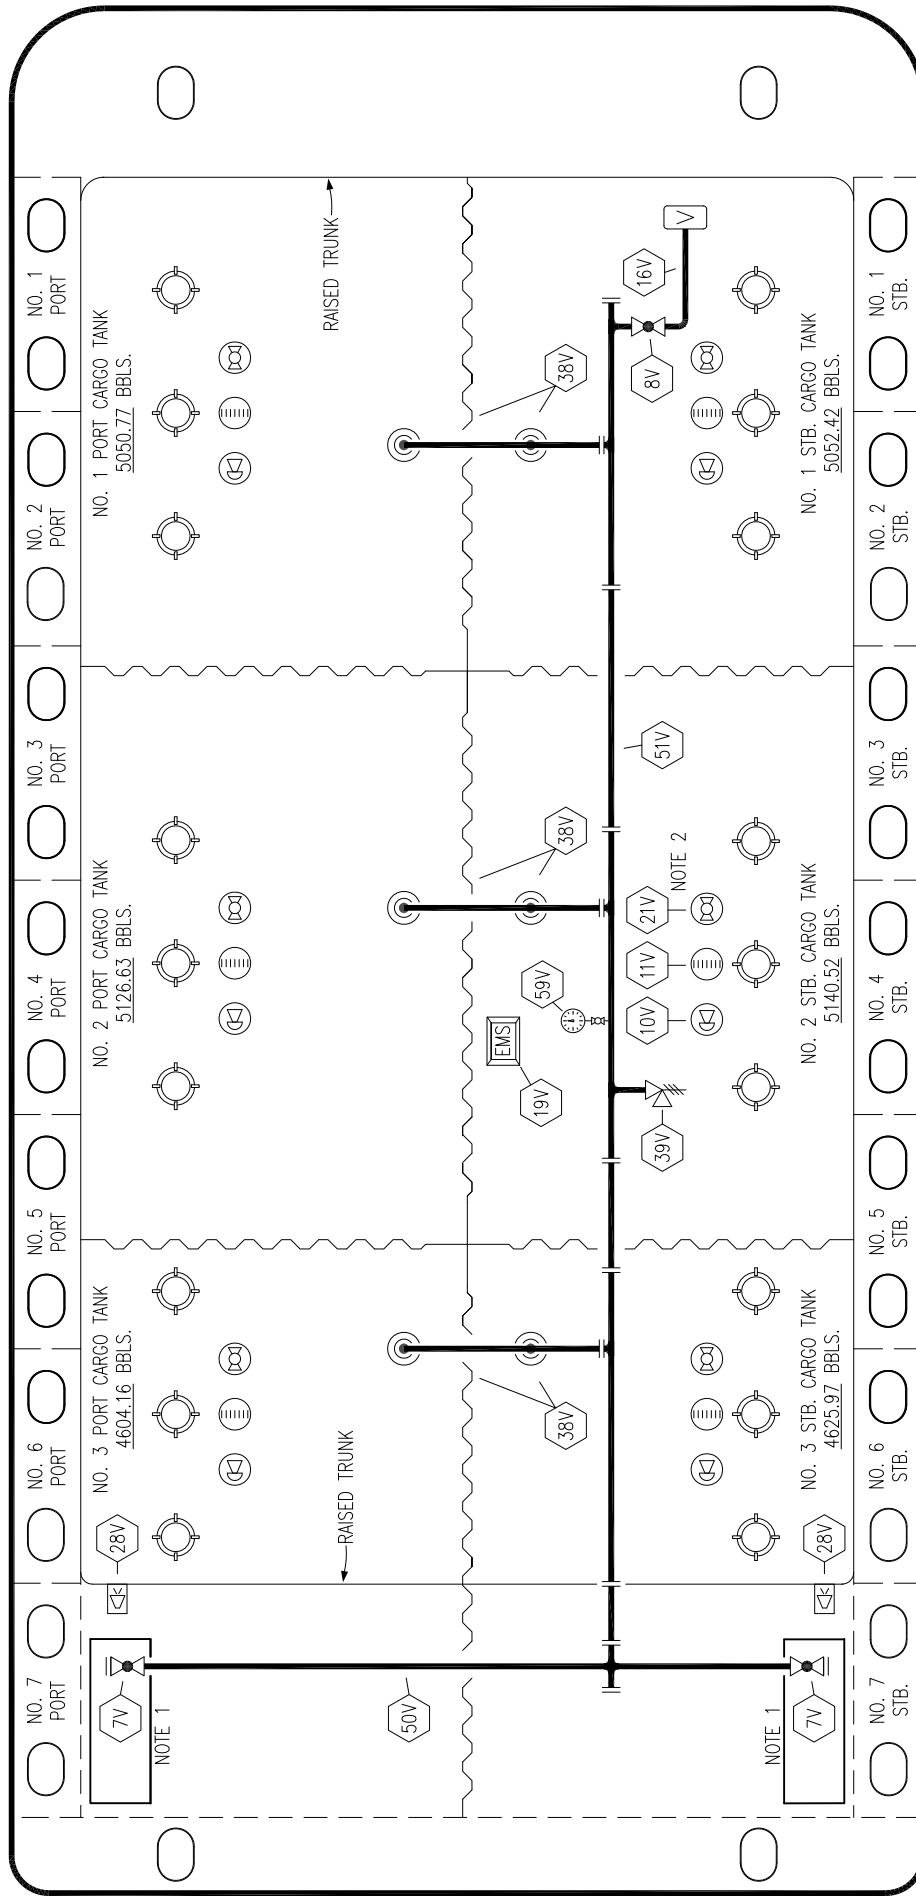 NO. 1
PORT
NO. 2
PORT
NO. 3
PORT
NO. 4
PORT
NO. 5
PORT
NO. 6
PORT
NO. 7
PORT
NO. 1 PORT CARGO TANK
5050.77 BBLS.
NO. 2 PORT CARGO TANK
5126.63 BBLS.
NO. 3 PORT CARGO TANK
4604.16 BBLS.
28V
7V
NOTE 1
RAISED TRUNK
RAISED TRUNK
50V
38V
38V
38V
EMS
19V
59V
16V
V
8V
51V
39V
10V
11V
21V
NOTE 2
NO. 1 STB. CARGO TANK
5052.42 BBLS.
NO. 2 STB. CARGO TANK
5140.52 BBLS.
NO. 3 STB. CARGO TANK
4625.97 BBLS.
28V
7V
NOTE 1
NO. 1
STB.
NO. 2
STB.
NO. 3
STB.
NO. 4
STB.
NO. 5
STB.
NO. 6
STB.
NO. 7
STB.